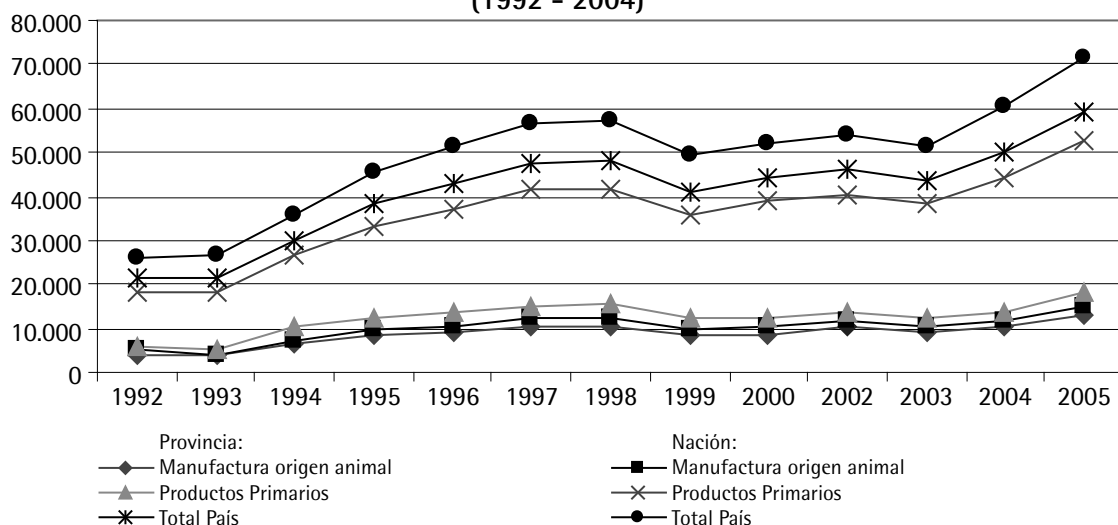 (1992 - 2004)
80.000
70.000
60.000
50.000
40.000
30.000
20.000
10.000
0
1992 1993 1994 1995 1996 1997 1998 1999 2000 2002 2003 2004 2005
Provincia: Nación:
Manufactura origen animal Manufactura origen animal
Productos Primarios Productos Primarios
Total País Total País